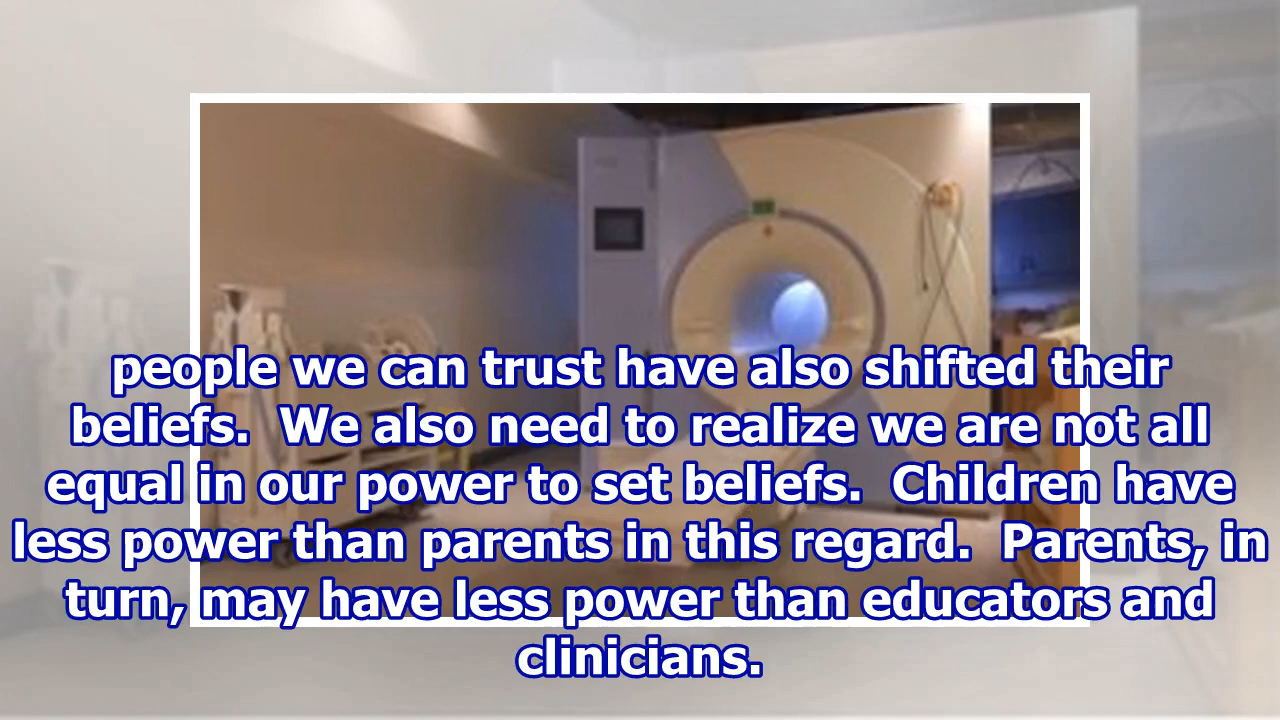 people we can trust have also shifted their
beliefs.  We also need to realize we are not all
equal in our power to set beliefs.  Children have
less power than parents in this regard.  Parents, in
turn, may have less power than educators and
clinicians.